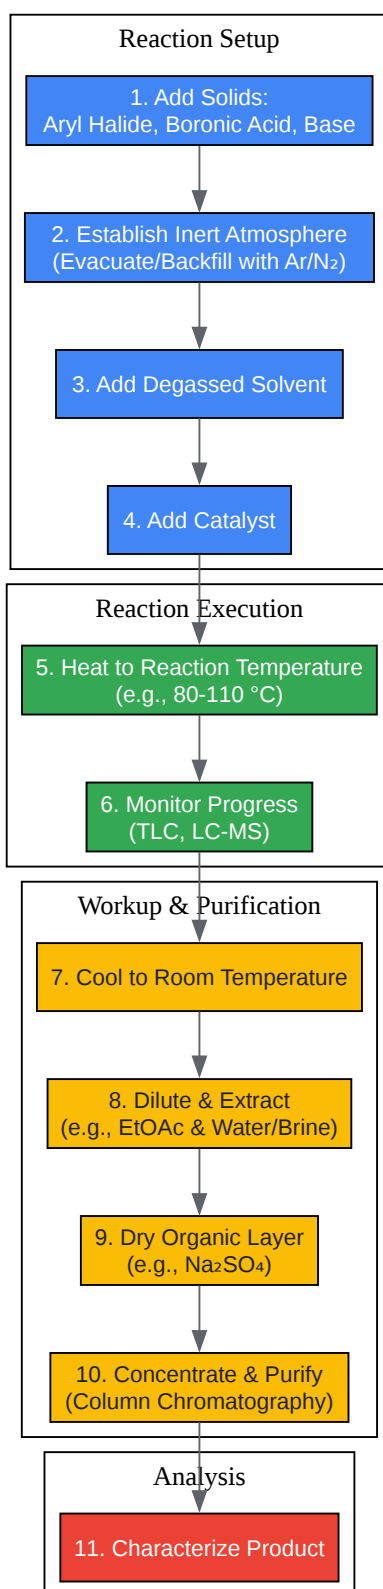 Reaction Setup
1. Add Solids:
Aryl Halide, Boronic Acid, Base
2. Establish Inert Atmosphere
(Evacuate/Backfill with Ar/N₂)
3. Add Degassed Solvent
4. Add Catalyst
Reaction Execution
5. Heat to Reaction Temperature
(e.g., 80-110 °C)
6. Monitor Progress
(TLC, LC-MS)
Workup & Purification
7. Cool to Room Temperature
8. Dilute & Extract
(e.g., EtOAc & Water/Brine)
9. Dry Organic Layer
(e.g., Na₂SO₄)
10. Concentrate & Purify
(Column Chromatography)
Analysis
11. Characterize Product